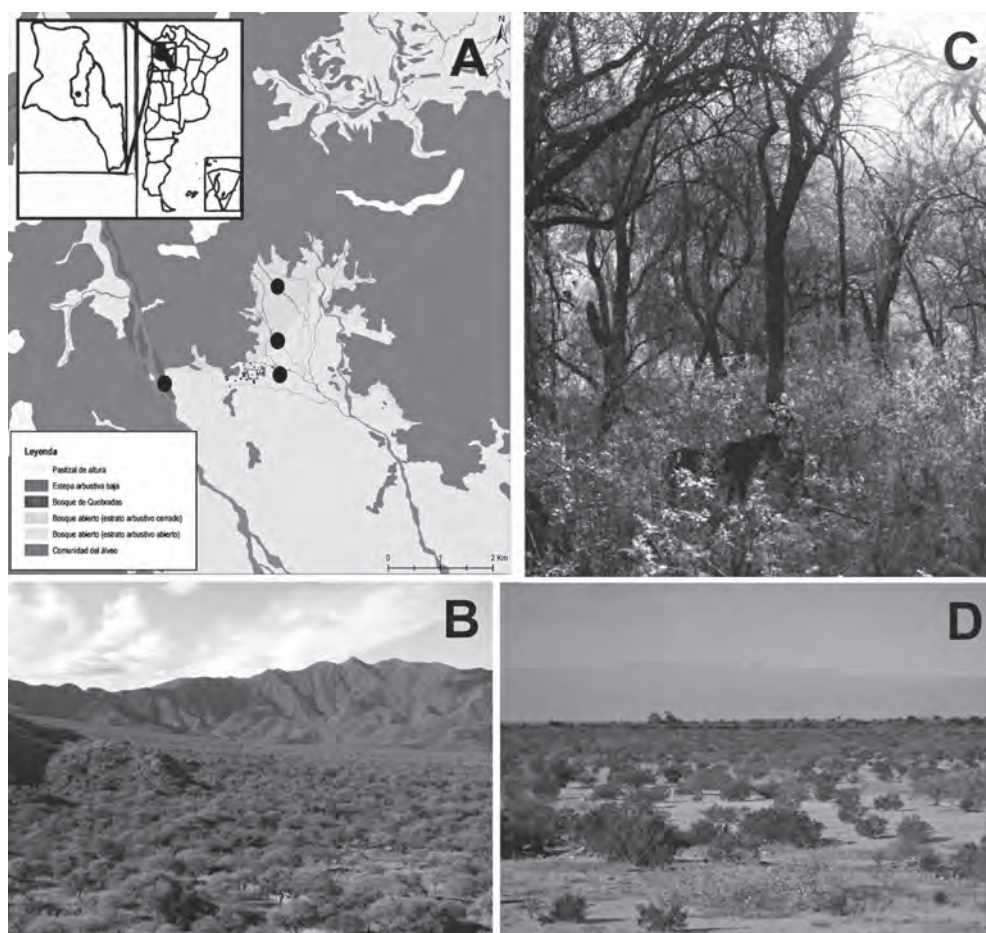 A
N
Leyenda
Pastizal de altura
Estepa arbustiva baja
Bosque de Quebradas
Bosque abierto (estrato arbustivo cerrado)
Bosque abierto (estrato arbustivo abierto)
Comunidad del álveo
0 1 2 Km
C
B
D